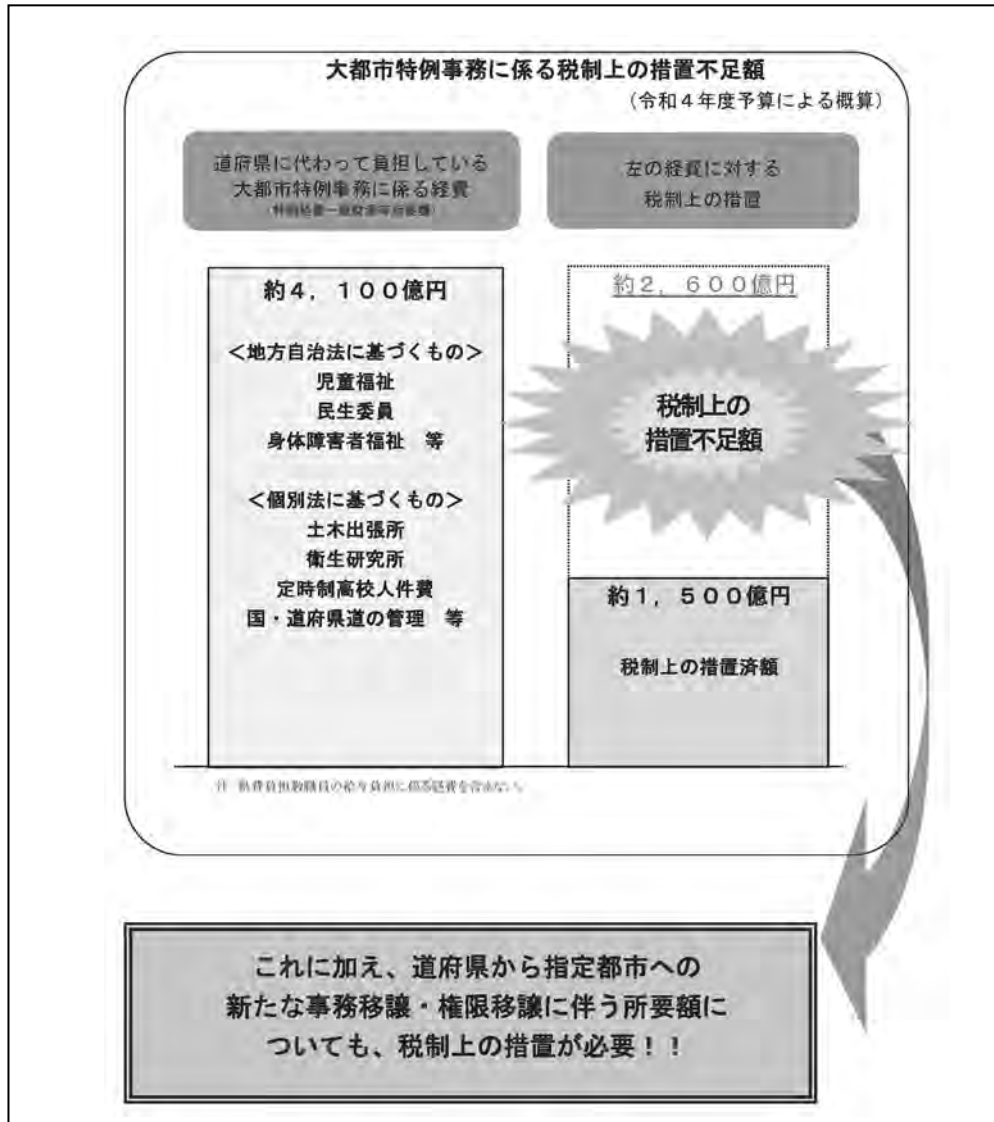 大都市特例事務に係る税制上の措置不足額
（令和４年度予算による概算）
道府県に代わって負担している
大都市特例事務に係る経費
左の経費に対する
税制上の措置
約４，１００億円
＜地方自治法に基づくもの＞
児童福祉
民生委員
身体障害者福祉　等
＜個別法に基づくもの＞
土木出張所
衛生研究所
定時制高校人件費
国・道府県道の管理　等
約２，６００億円
税制上の
措置不足額
約１，５００億円
税制上の措置済額
これに加え、道府県から指定都市への
新たな事務移譲・権限移譲に伴う所要額に
ついても、税制上の措置が必要！！